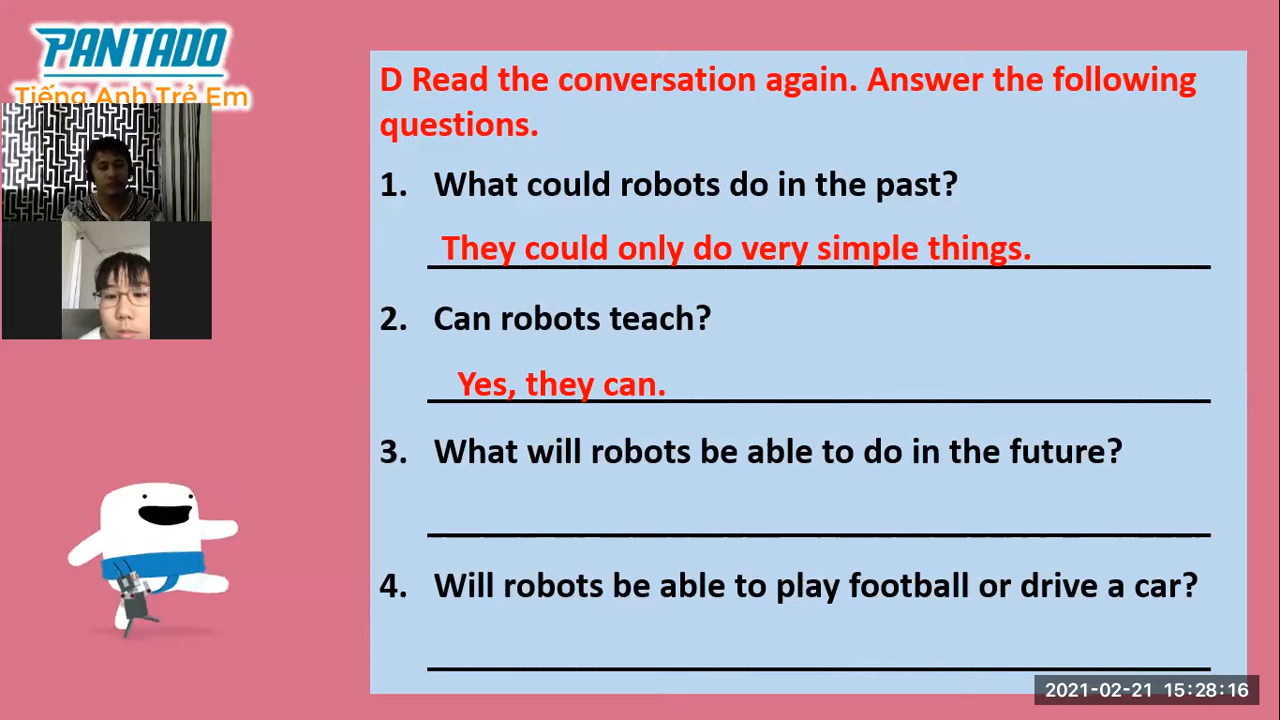 PANTADO
Tiếng Anh Trẻ Em
D Read the conversation again. Answer the following
questions.
1. What could robots do in the past?
They could only do very simple things.
2. Can robots teach?
Yes, they can.
3. What will robots be able to do in the future?
4. Will robots be able to play football or drive a car?
2021-02-21 15:28:16